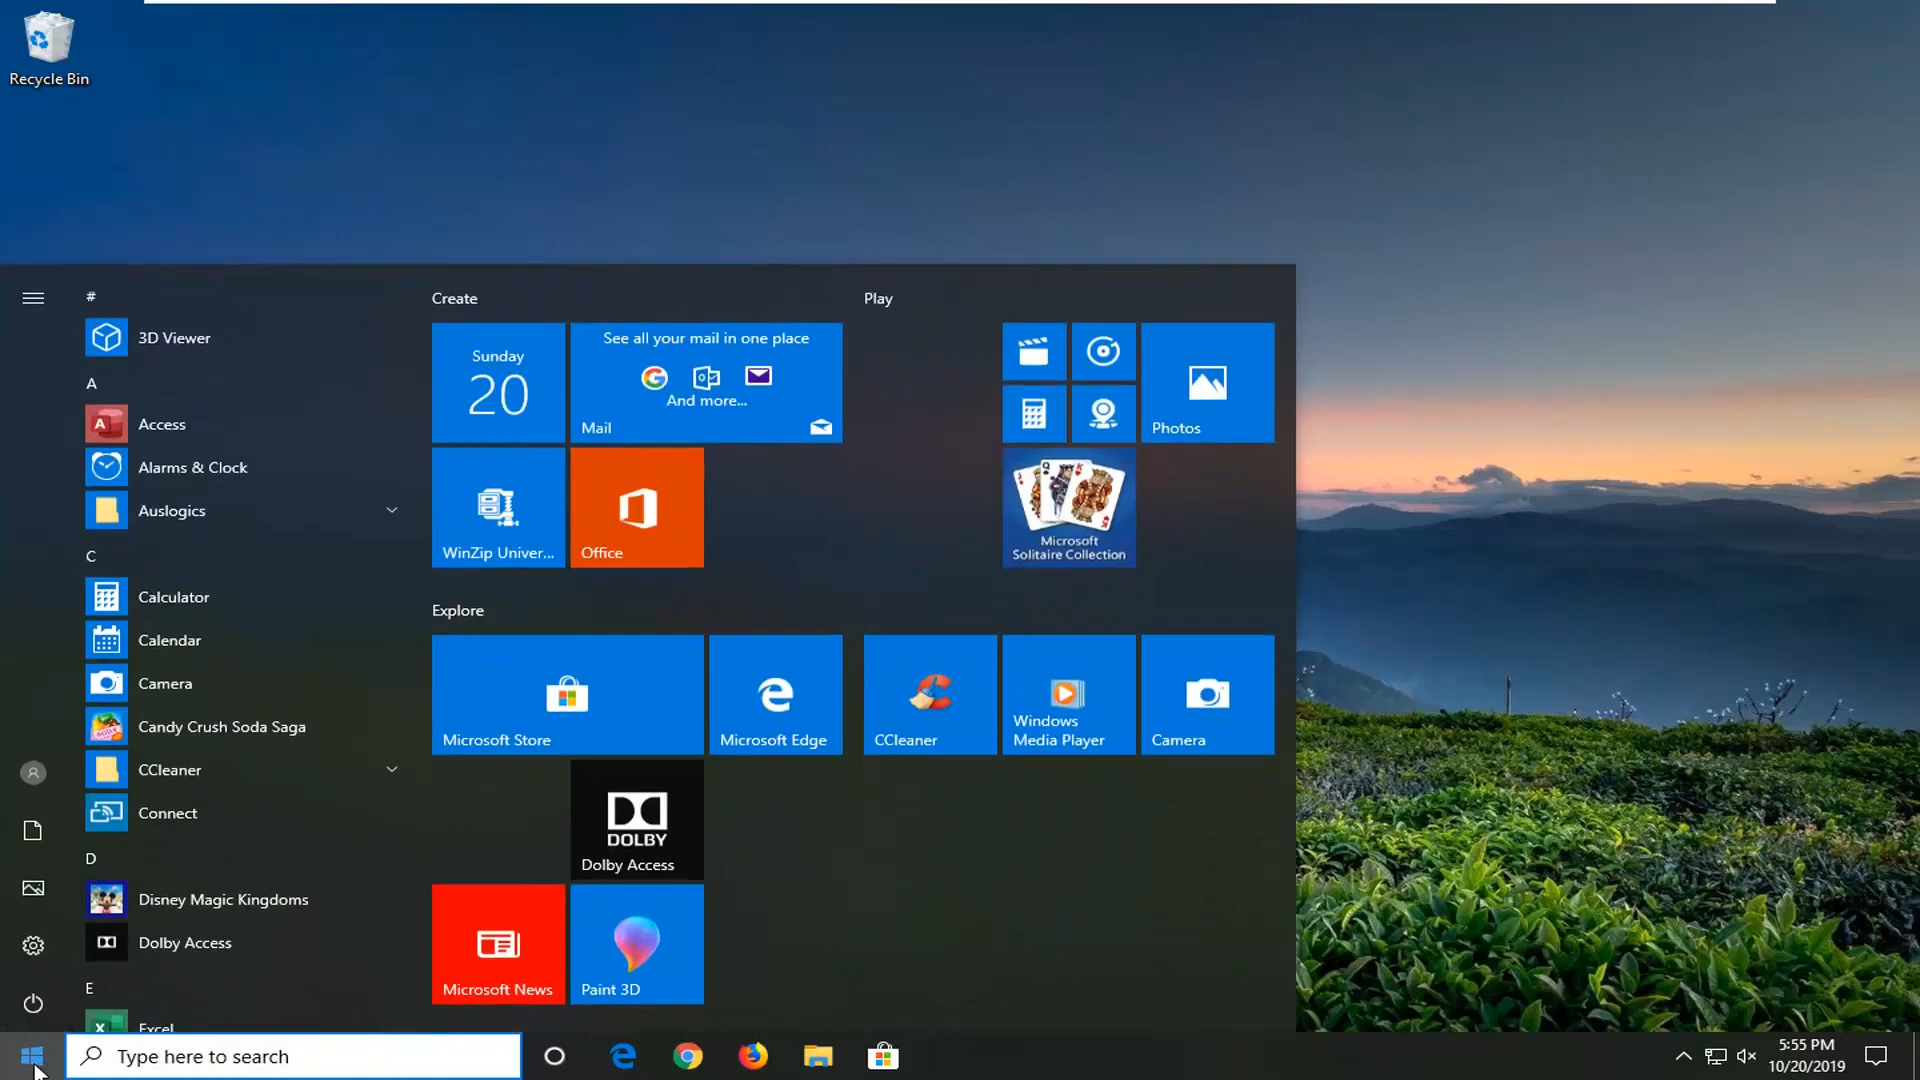 Recycle Bin
#
3D Viewer
A
Access
Alarms & Clock
Auslogics
C
Calculator
Calendar
Camera
Candy Crush Soda Saga
CCleaner
Connect
D
Disney Magic Kingdoms
Dolby Access
E
Excel
Create
Sunday
20
See all your mail in one place
And more...
Mail
WinZip Univer...
Office
Explore
Microsoft Store
Microsoft Edge
DOLBY
Dolby Access
Microsoft News
Paint 3D
Play
Photos
Microsoft
Solitaire Collection
CCleaner
Windows
Media Player
Camera
Type here to search
5:55 PM
10/20/2019